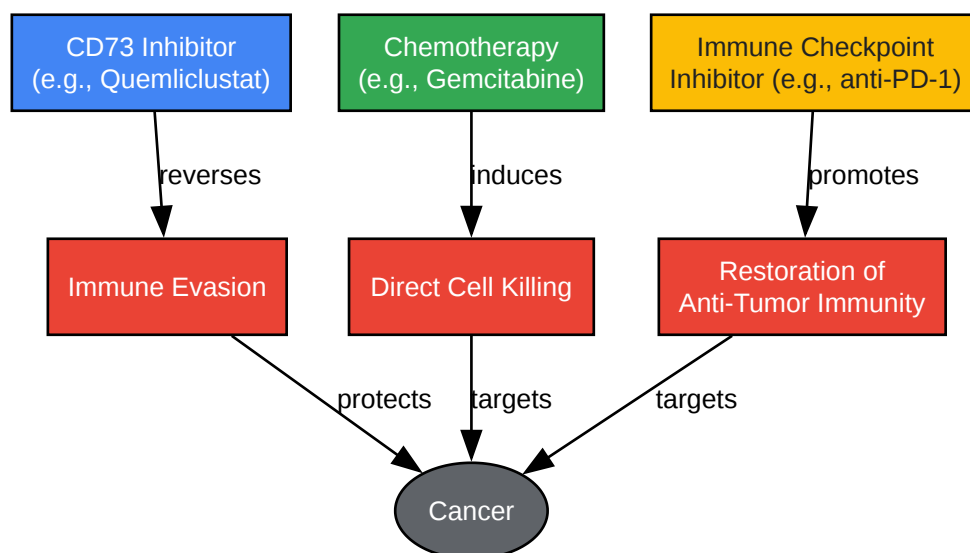 CD73 Inhibitor
(e.g., Quemliclustat)
Chemotherapy
(e.g., Gemcitabine)
Immune Checkpoint
Inhibitor (e.g., anti-PD-1)
reverses
induces
promotes
Immune Evasion
Direct Cell Killing
Restoration of
Anti-Tumor Immunity
protects
targets
targets
Cancer